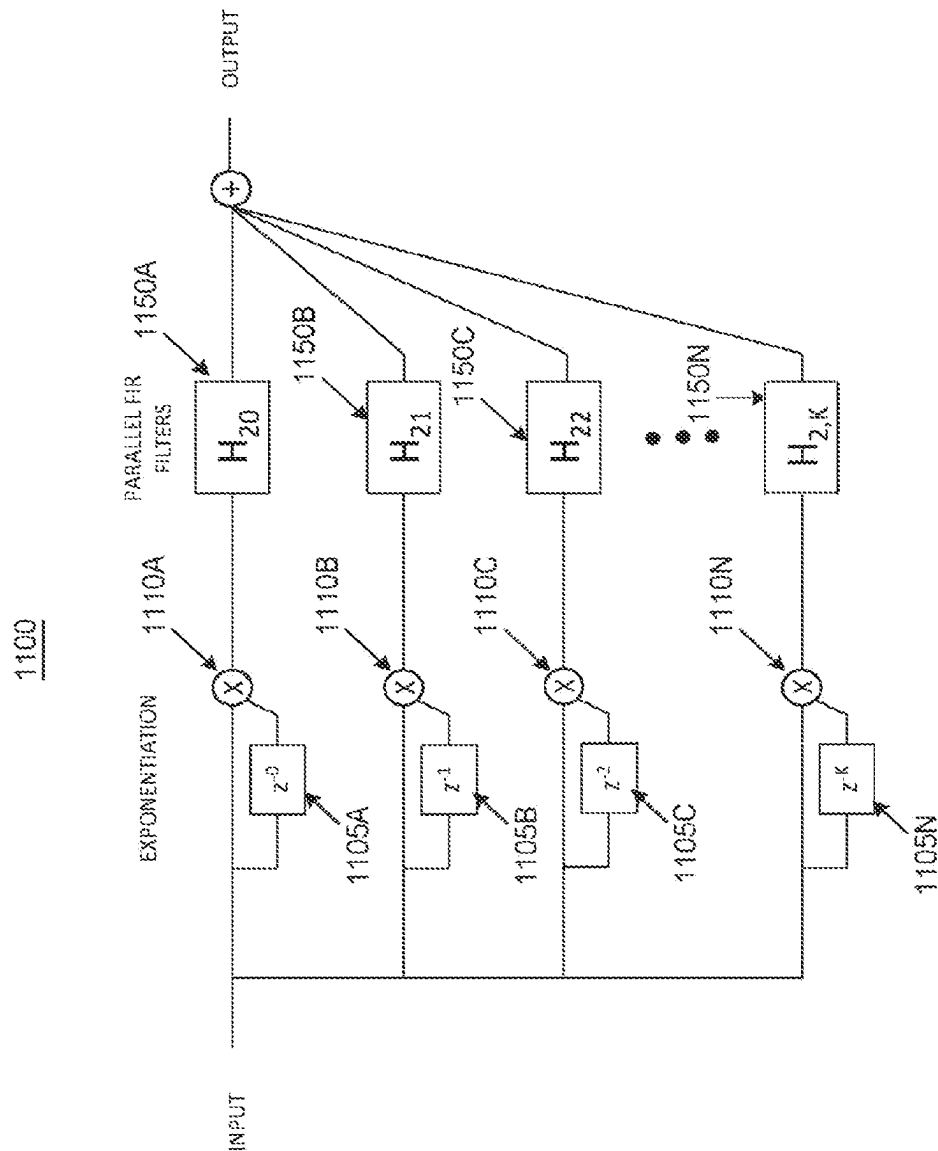 1100
EXPONENTIATION
PARALLEL FIR
FILTERS
INPUT
OUTPUT
1110A
1150A
X
H20
+
z-0
1105A
1110B
1150B
X
H21
z-1
1105B
1110C
1150C
X
H22
z-2
1105C
1110N
1150N
X
H2,K
z-K
1105N